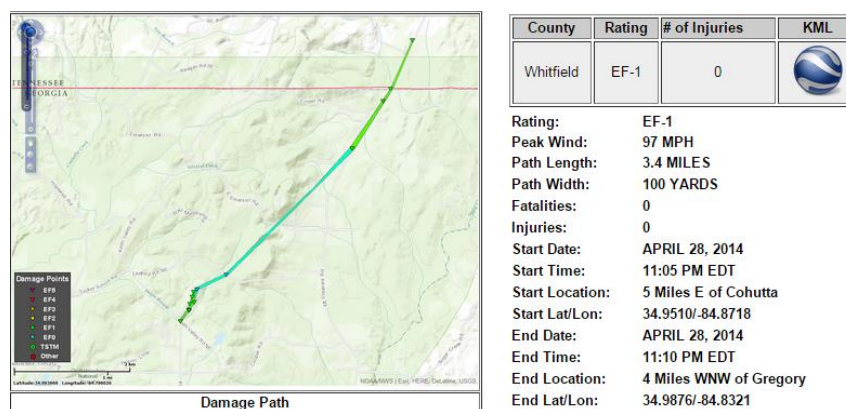 TENNESSEE
GEORGIA
Damage Points
EF5
EF4
EF3
EF2
EF1
EF0
TSTM
Other
Damage Path
County Rating # of Injuries KML
Whitfield EF-1 0
Rating: EF-1
Peak Wind: 97 MPH
Path Length: 3.4 MILES
Path Width: 100 YARDS
Fatalities: 0
Injuries: 0
Start Date: APRIL 28, 2014
Start Time: 11:05 PM EDT
Start Location: 5 Miles E of Cohutta
Start Lat/Lon: 34.9510/-84.8718
End Date: APRIL 28, 2014
End Time: 11:10 PM EDT
End Location: 4 Miles WNW of Gregory
End Lat/Lon: 34.9876/-84.8321